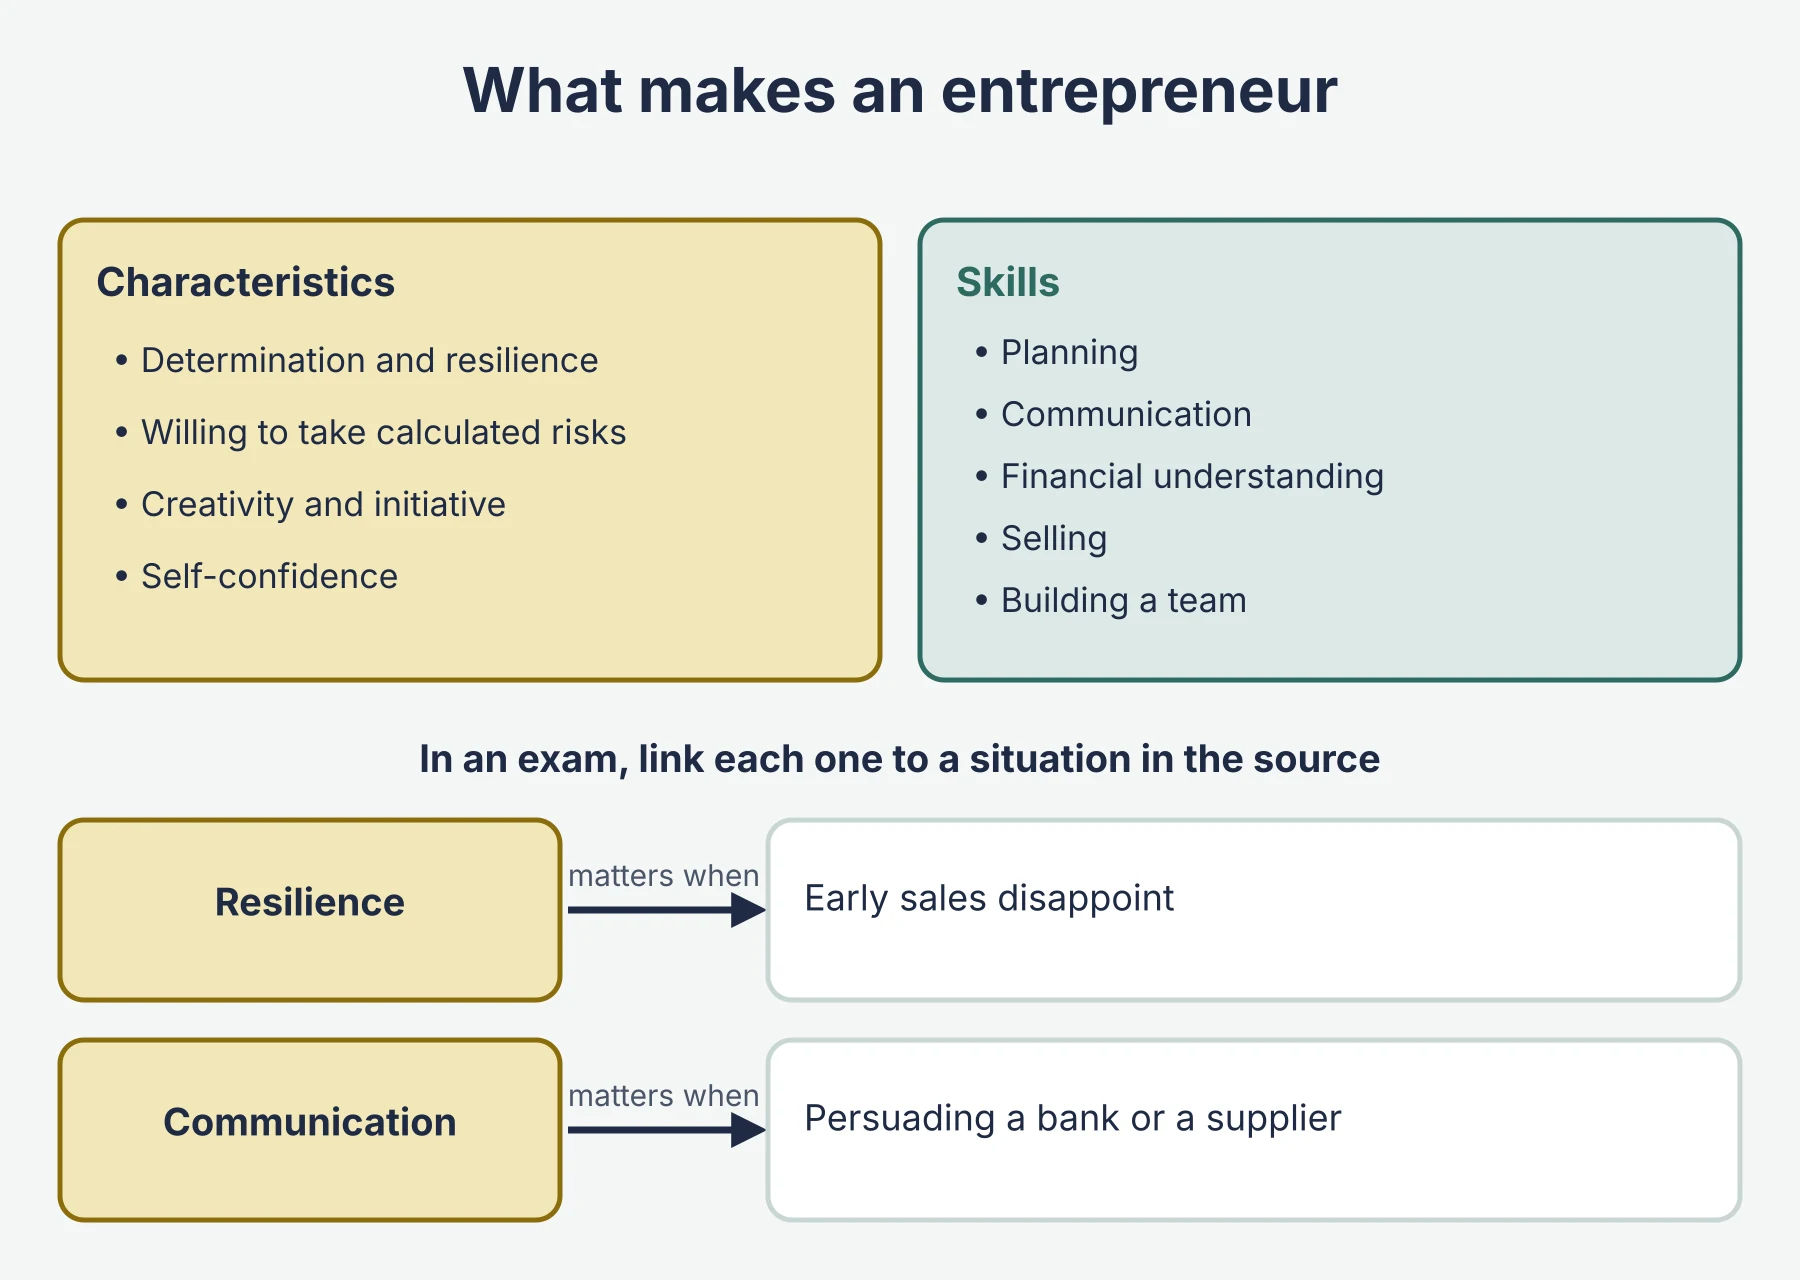 What makes an entrepreneur
Characteristics
• Determination and resilience
• Willing to take calculated risks
• Creativity and initiative
• Self-confidence
Skills
• Planning
• Communication
• Financial understanding
• Selling
• Building a team
In an exam, link each one to a situation in the source
Resilience
matters when
Early sales disappoint
Communication
matters when
Persuading a bank or a supplier